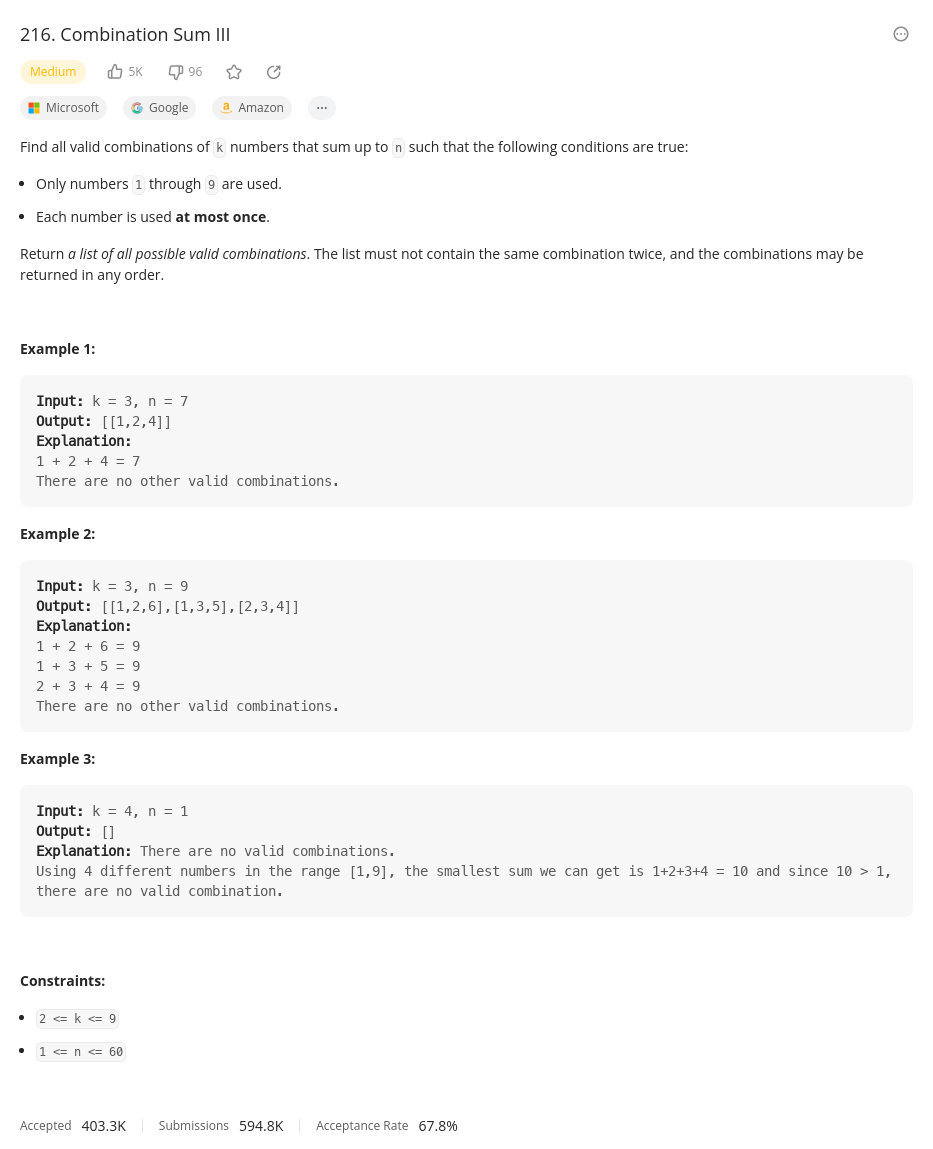 216. Combination Sum III
Medium 5K 96
Microsoft Google Amazon ...
Find all valid combinations of k numbers that sum up to n such that the following conditions are true:
• Only numbers 1 through 9 are used.
• Each number is used at most once.
Return a list of all possible valid combinations. The list must not contain the same combination twice, and the combinations may be
returned in any order.
Example 1:
Input: k = 3, n = 7
Output: [[1,2,4]]
Explanation:
1 + 2 + 4 = 7
There are no other valid combinations.
Example 2:
Input: k = 3, n = 9
Output: [[1,2,6],[1,3,5],[2,3,4]]
Explanation:
1 + 2 + 6 = 9
1 + 3 + 5 = 9
2 + 3 + 4 = 9
There are no other valid combinations.
Example 3:
Input: k = 4, n = 1
Output: []
Explanation: There are no valid combinations.
Using 4 different numbers in the range [1,9], the smallest sum we can get is 1+2+3+4 = 10 and since 10 > 1,
there are no valid combination.
Constraints:
• 2 <= k <= 9
• 1 <= n <= 60
Accepted 403.3K Submissions 594.8K Acceptance Rate 67.8%